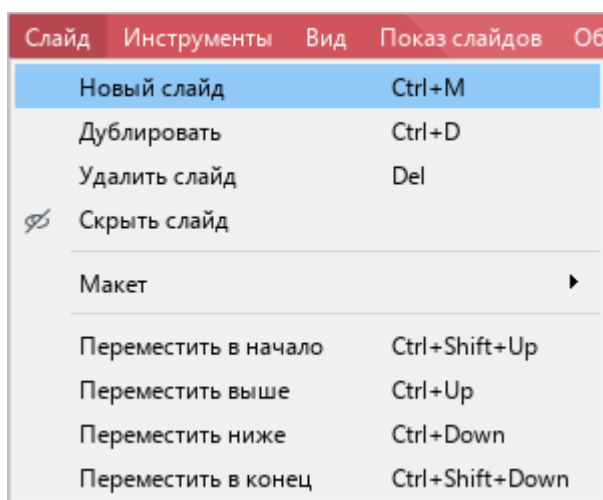 Слайд Инструменты Вид Показ слайдов Об
Новый слайд Ctrl+M
Дублировать Ctrl+D
Удалить слайд Del
Скрыть слайд
Макет
Переместить в начало Ctrl+Shift+Up
Переместить выше Ctrl+Up
Переместить ниже Ctrl+Down
Переместить в конец Ctrl+Shift+Down